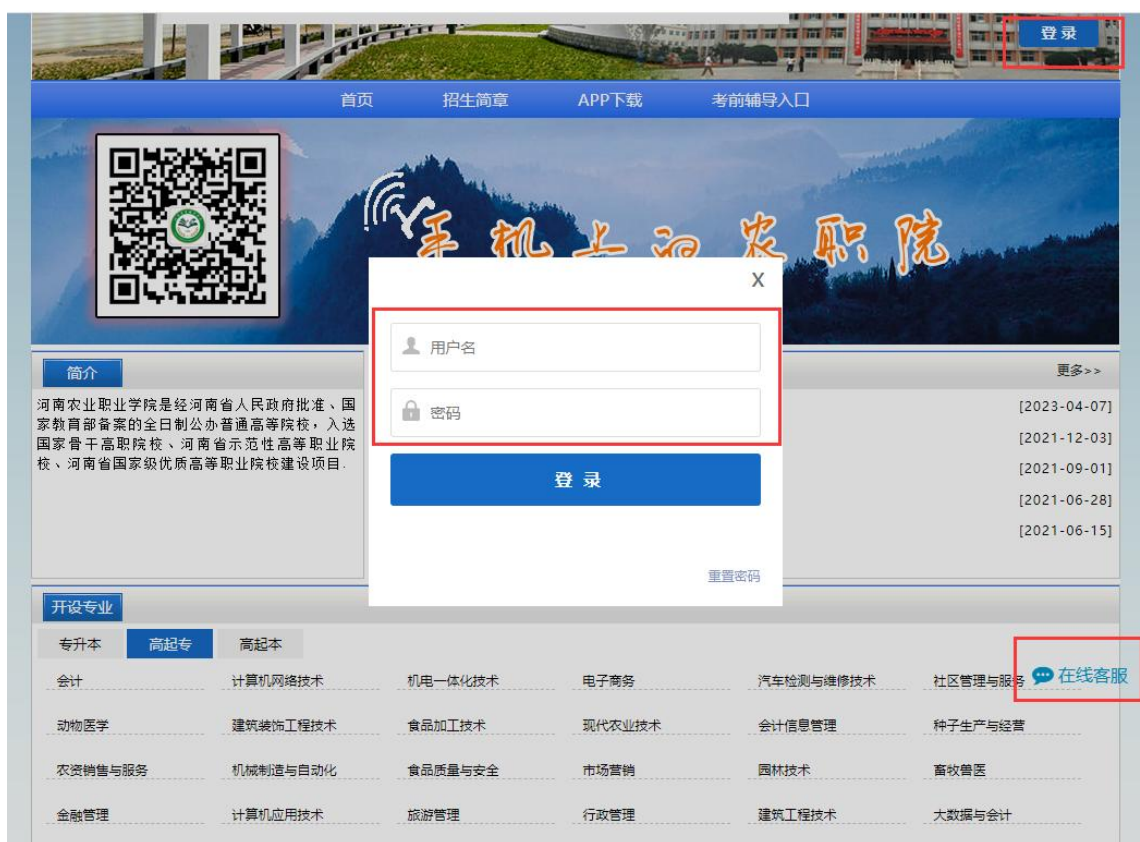 登录
首页 招生简章 APP下载 考前辅导入口
手机上的农职院
X
用户名
密码
登 录
重置密码
简介
更多>>
河南农业职业学院是经河南省人民政府批准、国
家教育部备案的全日制公办普通高等院校，入选
国家骨干高职院校、河南省示范性高等职业院
校、河南省国家级优质高等职业院校建设项目.
[2023-04-07]
[2021-12-03]
[2021-09-01]
[2021-06-28]
[2021-06-15]
开设专业
专升本 高起专 高起本
会计 计算机网络技术 机电一体化技术 电子商务 汽车检测与维修技术 社区管理与服务
在线客服
动物医学 建筑装饰工程技术 食品加工技术 现代农业技术 会计信息管理 种子生产与经营
农资销售与服务 机械制造与自动化 食品质量与安全 市场营销 园林技术 畜牧兽医
金融管理 计算机应用技术 旅游管理 行政管理 建筑工程技术 大数据与会计